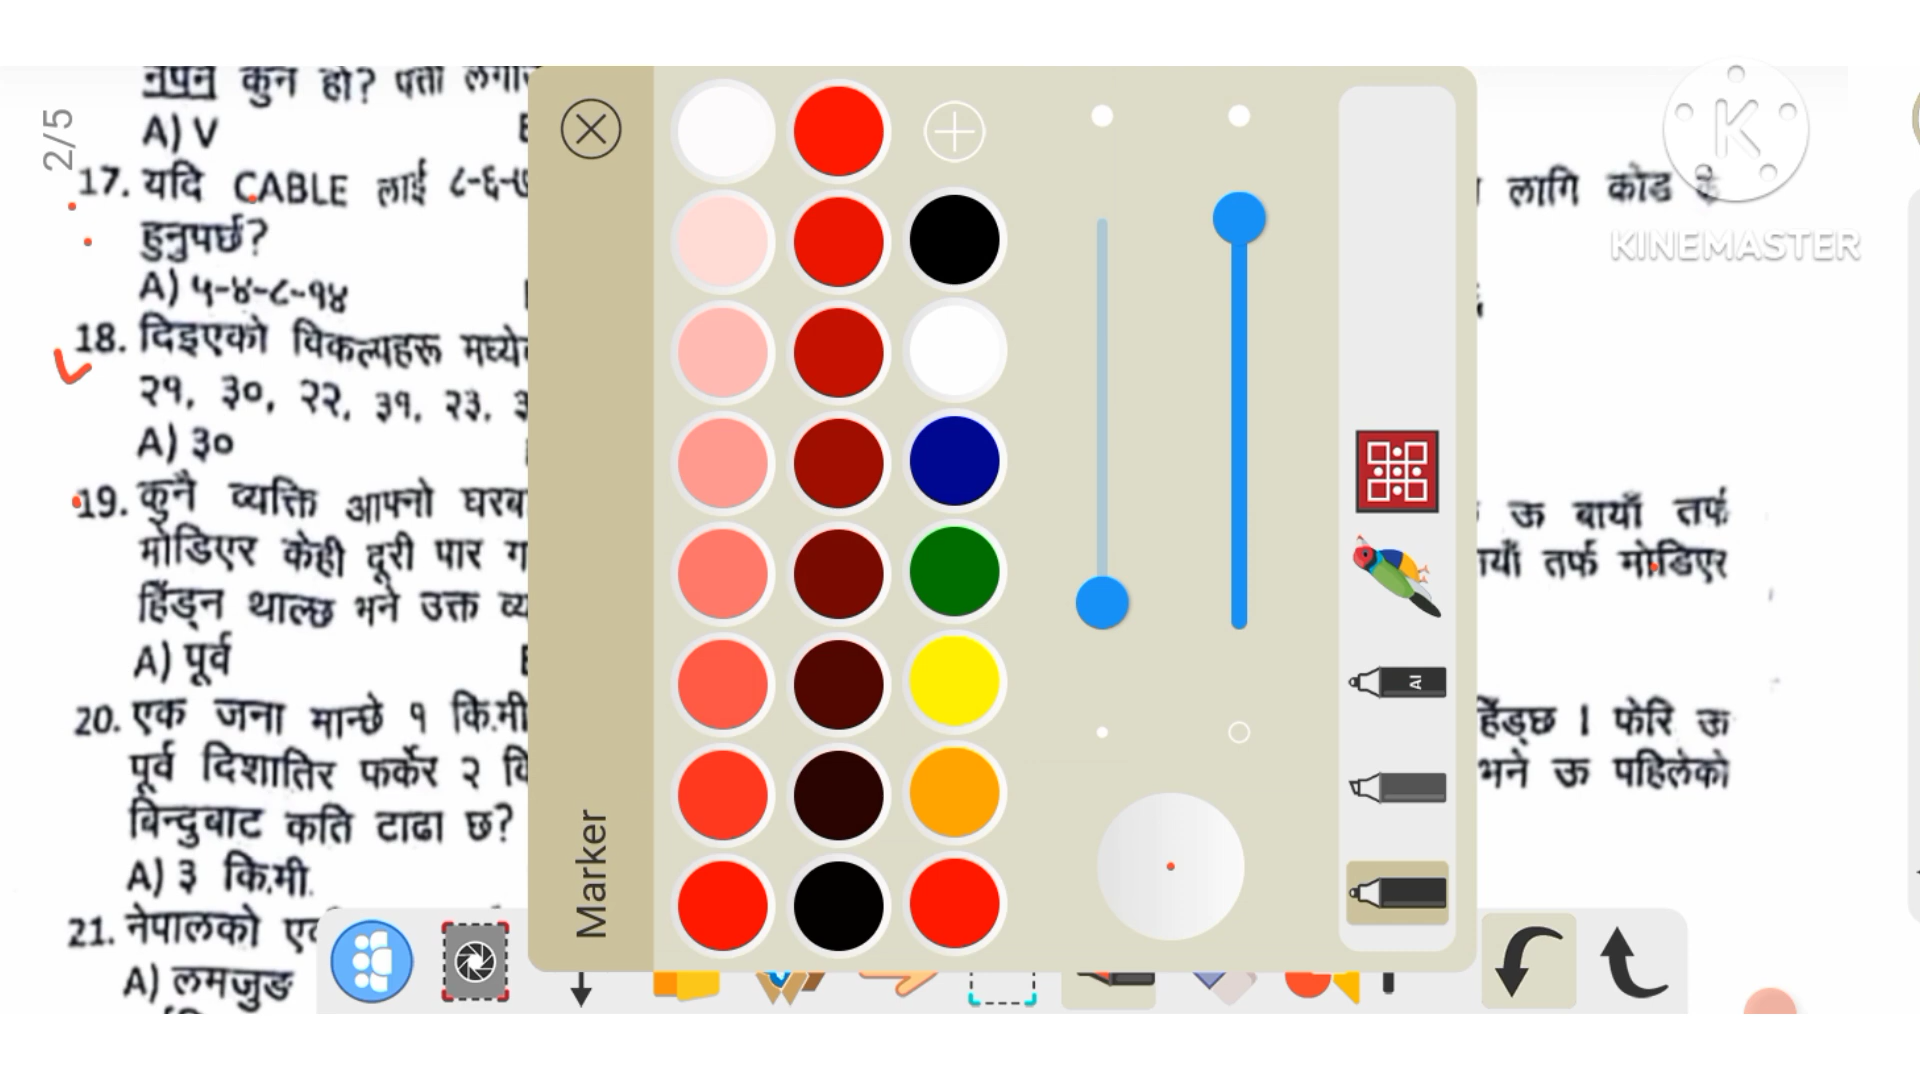 कुन हो? पत्ता
A) V
2/5
17. यदि CABLE लाई ८-६-७
लागि कोड के
हुनुपर्छ?
KINEMASTER
A) ५-४-८-१४
18. दिइएको विकल्पहरू मध्ये
२१, ३०, २२, ३१, २३,
A) ३०
19. कुनै व्यक्ति आफ्नो घरब
ऊ बायाँ तर्फ
मोडिएर केही दूरी पार ग
याँ तर्फ मोडिएर
हिँड्न थाल्छ भने उक्त व्य
A) पूर्व
20. एक जना मान्छे १ कि.मी
हिँड्छ । फेरि ऊ
पूर्व दिशातिर फर्केर २ कि
भने ऊ पहिलेको
बिन्दुबाट कति टाढा छ?
A) ३ कि.मी.
21. नेपालको
A) लमजुङ
Marker
AI